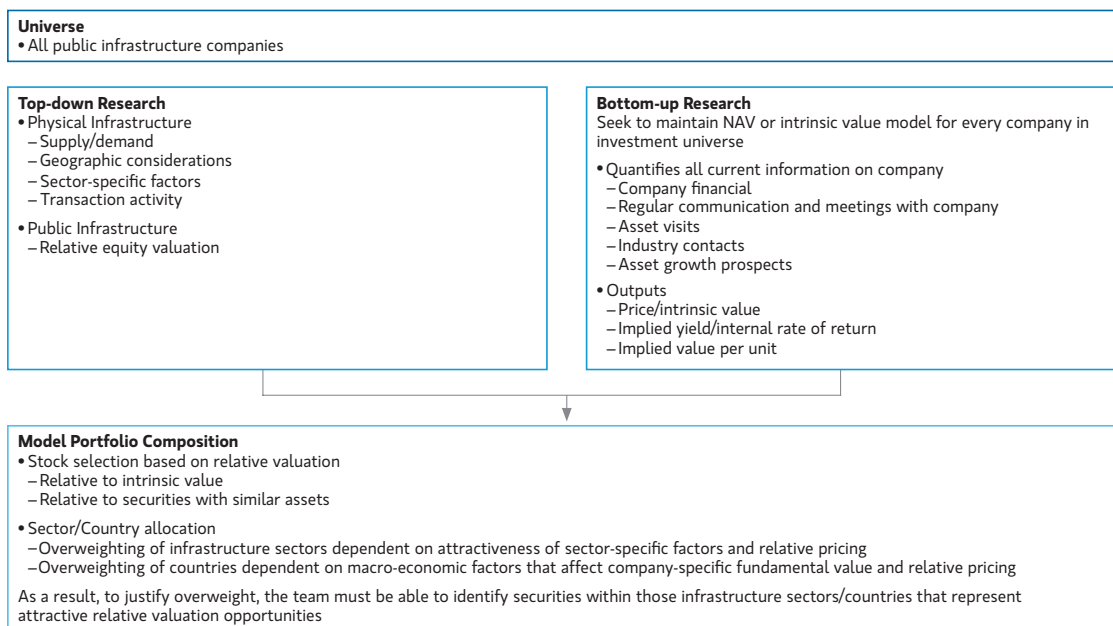 Universe
• All public infrastructure companies
Top-down Research
• Physical Infrastructure
– Supply/demand
– Geographic considerations
– Sector-specific factors
– Transaction activity
• Public Infrastructure
– Relative equity valuation
Bottom-up Research
Seek to maintain NAV or intrinsic value model for every company in
investment universe
• Quantifies all current information on company
– Company financial
– Regular communication and meetings with company
– Asset visits
– Industry contacts
– Asset growth prospects
• Outputs
– Price/intrinsic value
– Implied yield/internal rate of return
– Implied value per unit
Model Portfolio Composition
• Stock selection based on relative valuation
– Relative to intrinsic value
– Relative to securities with similar assets
• Sector/Country allocation
– Overweighting of infrastructure sectors dependent on attractiveness of sector-specific factors and relative pricing
– Overweighting of countries dependent on macro-economic factors that affect company-specific fundamental value and relative pricing
As a result, to justify overweight, the team must be able to identify securities within those infrastructure sectors/countries that represent
attractive relative valuation opportunities